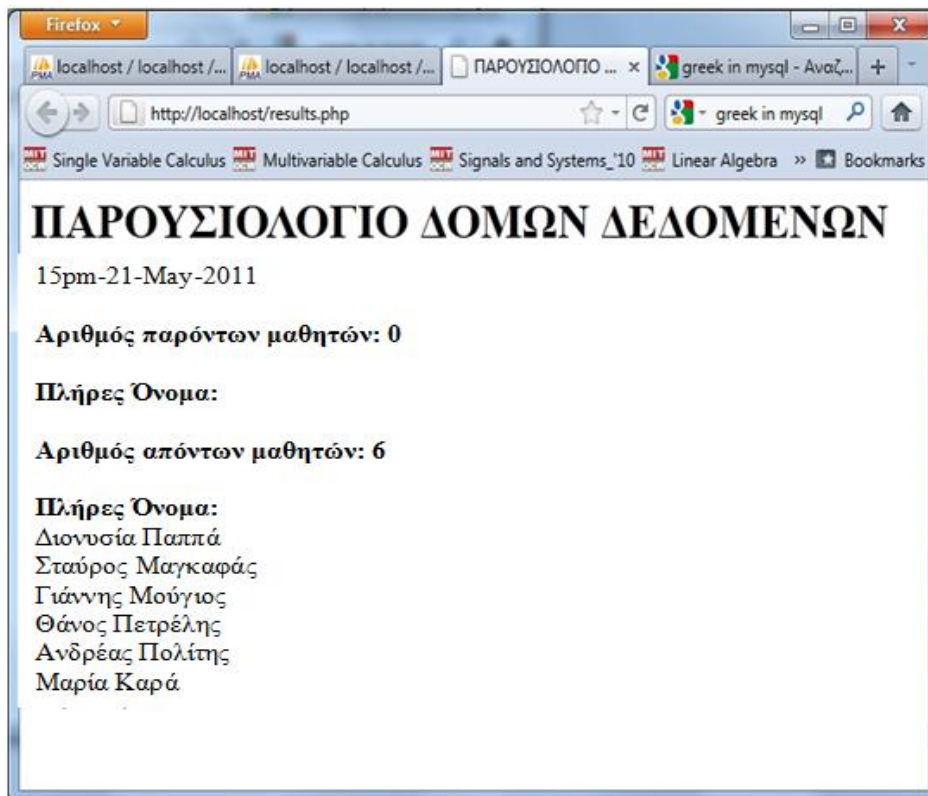 Firefox
localhost / localhost /...
localhost / localhost /...
ΠΑΡΟΥΣΙΟΛΟΓΙΟ ...
greek in mysql - Αναζ...
http://localhost/results.php
greek in mysql
Single Variable Calculus
Multivariable Calculus
Signals and Systems_'10
Linear Algebra
»
Bookmarks
ΠΑΡΟΥΣΙΟΛΟΓΙΟ ΔΟΜΩΝ ΔΕΔΟΜΕΝΩΝ
15pm-21-May-2011
Αριθμός παρόντων μαθητών: 0
Πλήρες Όνομα:
Αριθμός απόντων μαθητών: 6
Πλήρες Όνομα:
Διονυσία Παππά
Σταύρος Μαγκαφάς
Γιάννης Μούγιος
Θάνος Πετρέλης
Ανδρέας Πολίτης
Μαρία Καρά